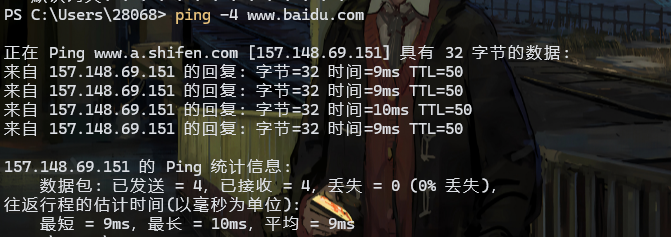 PS C:\Users\28068> ping -4 www.baidu.com
正在 Ping www.a.shifen.com [157.148.69.151] 具有 32 字节的数据:
来自 157.148.69.151 的回复: 字节=32 时间=9ms TTL=50
来自 157.148.69.151 的回复: 字节=32 时间=9ms TTL=50
来自 157.148.69.151 的回复: 字节=32 时间=10ms TTL=50
来自 157.148.69.151 的回复: 字节=32 时间=9ms TTL=50
157.148.69.151 的 Ping 统计信息:
数据包: 已发送 = 4, 已接收 = 4, 丢失 = 0 (0% 丢失),
往返行程的估计时间(以毫秒为单位):
最短 = 9ms, 最长 = 10ms, 平均 = 9ms